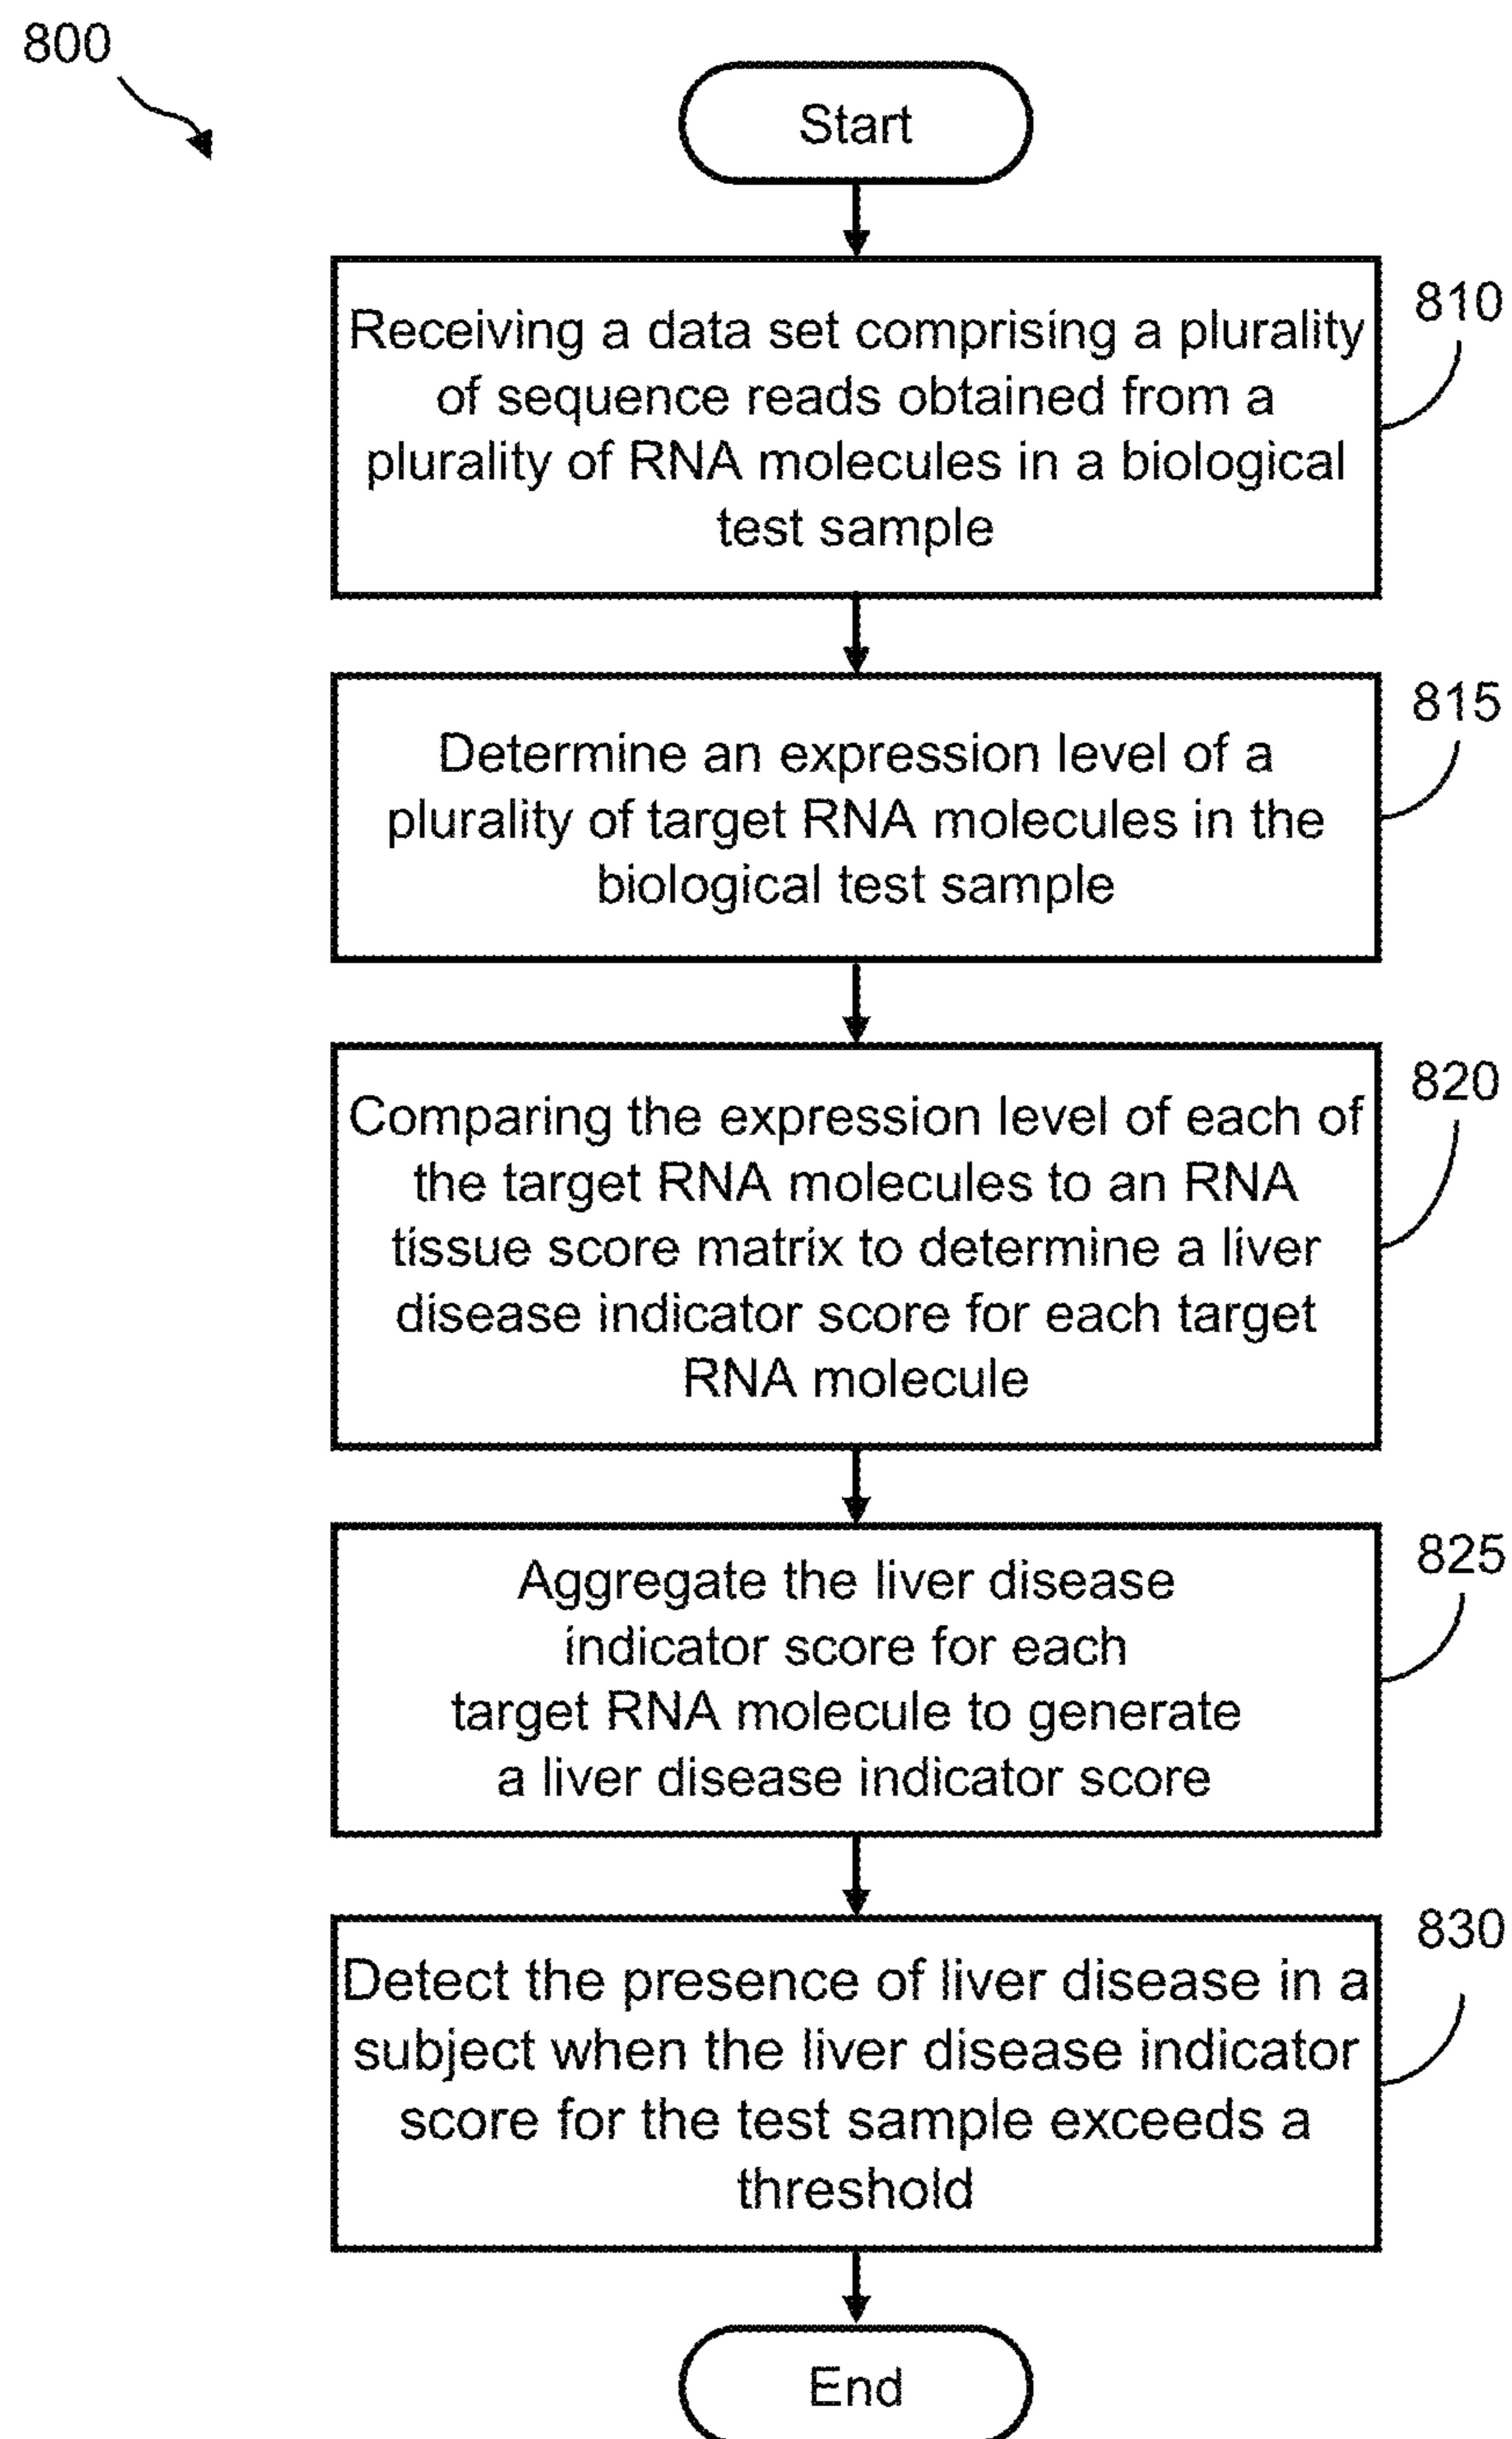 800
Start
Receiving a data set comprising a plurality
of sequence reads obtained from a
plurality of RNA molecules in a biological
test sample
810
Determine an expression level of a
plurality of target RNA molecules in the
biological test sample
815
Comparing the expression level of each of
the target RNA molecules to an RNA
tissue score matrix to determine a liver
disease indicator score for each target
RNA molecule
820
Aggregate the liver disease
indicator score for each
target RNA molecule to generate
a liver disease indicator score
825
Detect the presence of liver disease in a
subject when the liver disease indicator
score for the test sample exceeds a
threshold
830
End